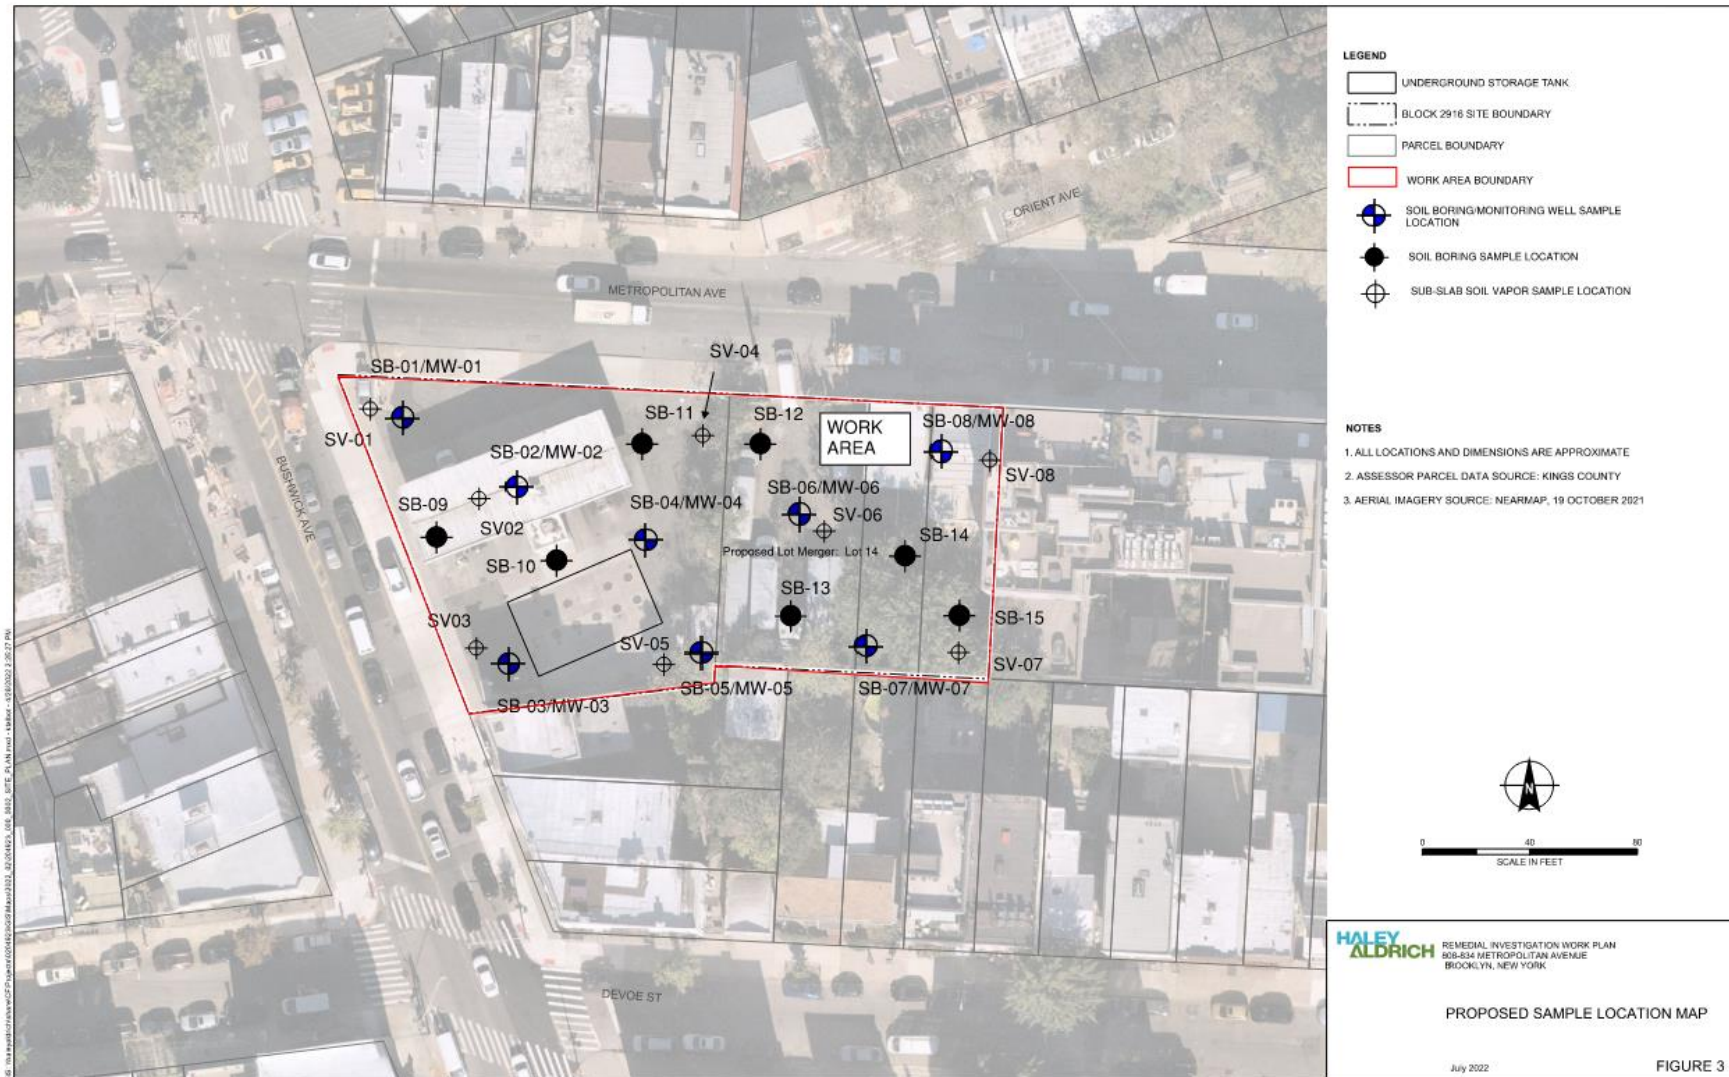 LEGEND
UNDERGROUND STORAGE TANK
BLOCK 2916 SITE BOUNDARY
PARCEL BOUNDARY
WORK AREA BOUNDARY
SOIL BORING/MONITORING WELL SAMPLE
LOCATION
SOIL BORING SAMPLE LOCATION
SUB-SLAB SOIL VAPOR SAMPLE LOCATION
ORIENT AVE
METROPOLITAN AVE
BUSHWICK AVE
DEVOE ST
SV-04
SB-01/MW-01
SB-11
SB-12
WORK
AREA
SB-08/MW-08
SV-01
SB-02/MW-02
SV-08
SB-09
SB-04/MW-04
SB-06/MW-06
SV02
SV-06
SB-14
Proposed Lot Merger: Lot 14
SB-10
SB-13
SV03
SB-15
SV-05
SV-07
SB-05/MW-05
SB-07/MW-07
SB-03/MW-03
NOTES
1. ALL LOCATIONS AND DIMENSIONS ARE APPROXIMATE
2. ASSESSOR PARCEL DATA SOURCE: KINGS COUNTY
3. AERIAL IMAGERY SOURCE: NEARMAP, 19 OCTOBER 2021
N
0 40 80
SCALE IN FEET
HALEY
ALDRICH
REMEDIAL INVESTIGATION WORK PLAN
808-834 METROPOLITAN AVENUE
BROOKLYN, NEW YORK
PROPOSED SAMPLE LOCATION MAP
July 2022
FIGURE 3